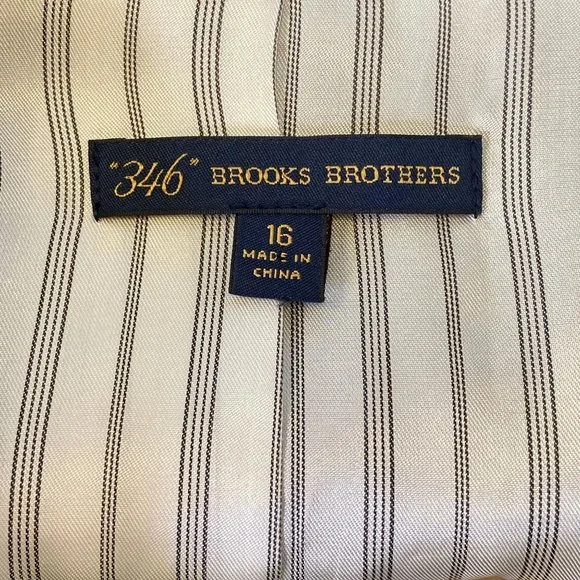 "346" BROOKS BROTHERS
16
MADE IN
CHINA